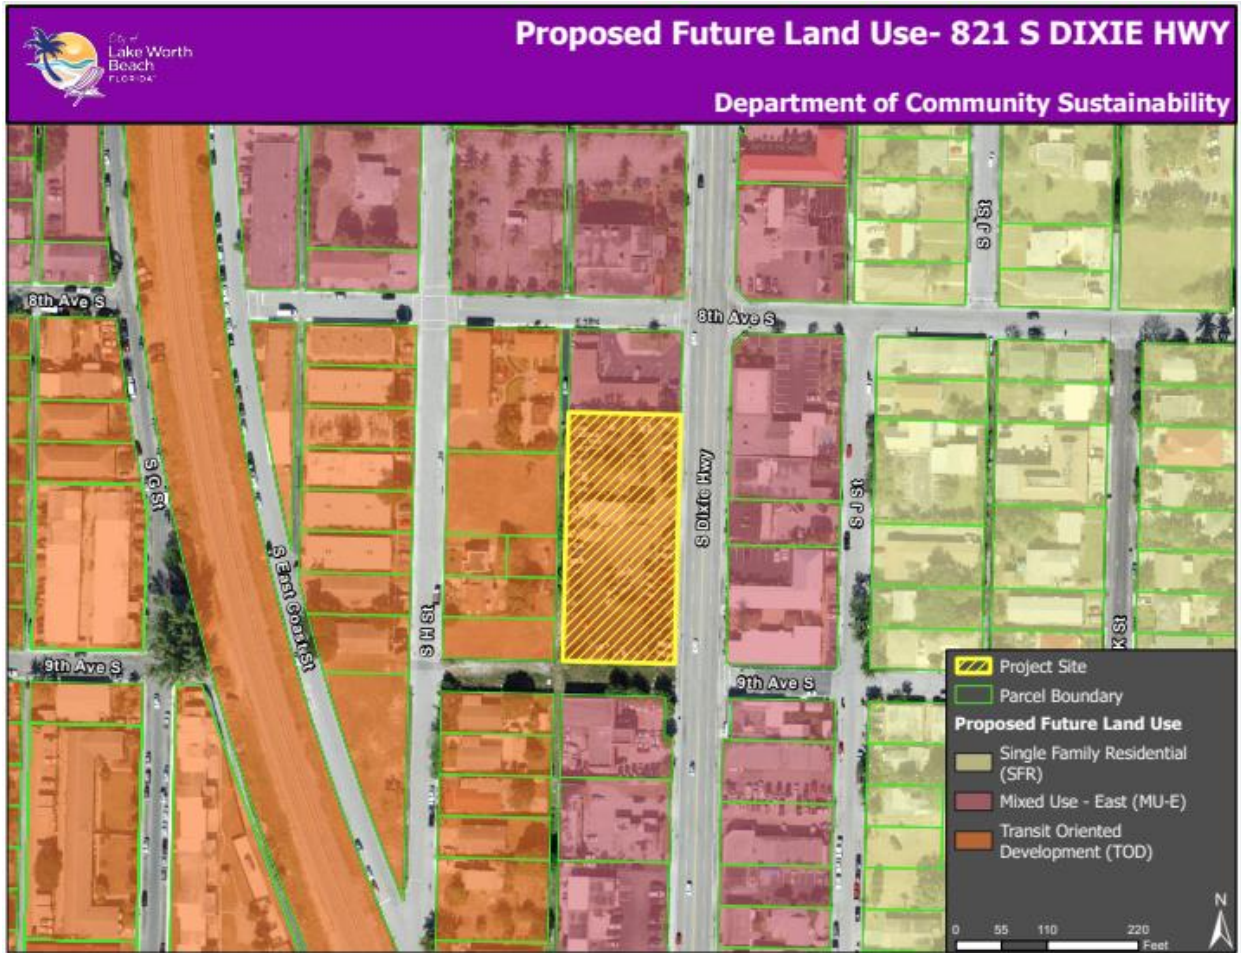 City of
Lake Worth
Beach
FLORIDA
Proposed Future Land Use- 821 S DIXIE HWY
Department of Community Sustainability
S J St
8th Ave S
8th Ave S
S G St
S Dixie Hwy
S J St
S East Coast St
S H St
K St
9th Ave S
9th Ave S
Project Site
Parcel Boundary
Proposed Future Land Use
Single Family Residential
(SFR)
Mixed Use - East (MU-E)
Transit Oriented
Development (TOD)
N
0 55 110 220
Feet